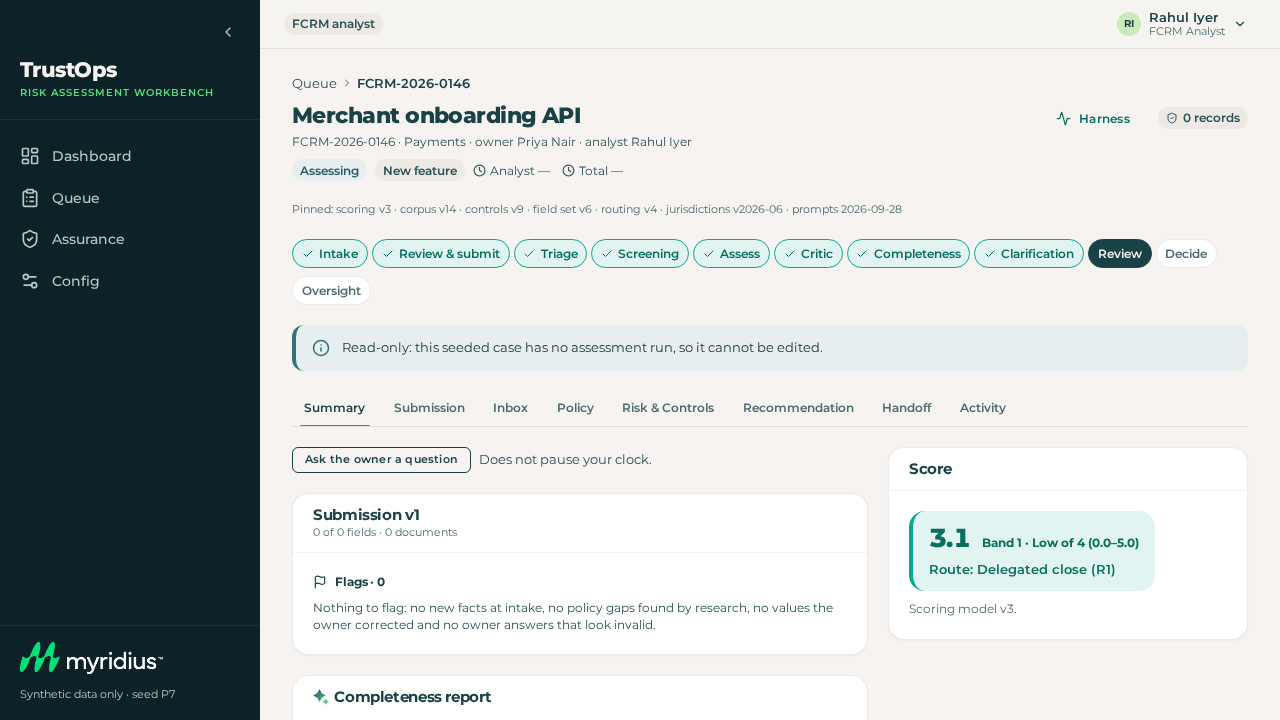 TrustOps
RISK ASSESSMENT WORKBENCH
Dashboard
Queue
Assurance
Config
myridius™
Synthetic data only · seed P7
FCRM analyst
RI
Rahul Iyer
FCRM Analyst
Queue > FCRM-2026-0146
Merchant onboarding API
Harness
0 records
FCRM-2026-0146 · Payments · owner Priya Nair · analyst Rahul Iyer
Assessing New feature Analyst — Total —
Pinned: scoring v3 · corpus v14 · controls v9 · field set v6 · routing v4 · jurisdictions v2026-06 · prompts 2026-09-28
Intake Review & submit Triage Screening Assess Critic Completeness Clarification Review Decide
Oversight
Read-only: this seeded case has no assessment run, so it cannot be edited.
Summary Submission Inbox Policy Risk & Controls Recommendation Handoff Activity
Ask the owner a question Does not pause your clock.
Submission v1
0 of 0 fields · 0 documents
Flags · 0
Nothing to flag: no new facts at intake, no policy gaps found by research, no values the
owner corrected and no owner answers that look invalid.
Completeness report
Score
3.1 Band 1 · Low of 4 (0.0–5.0)
Route: Delegated close (R1)
Scoring model v3.